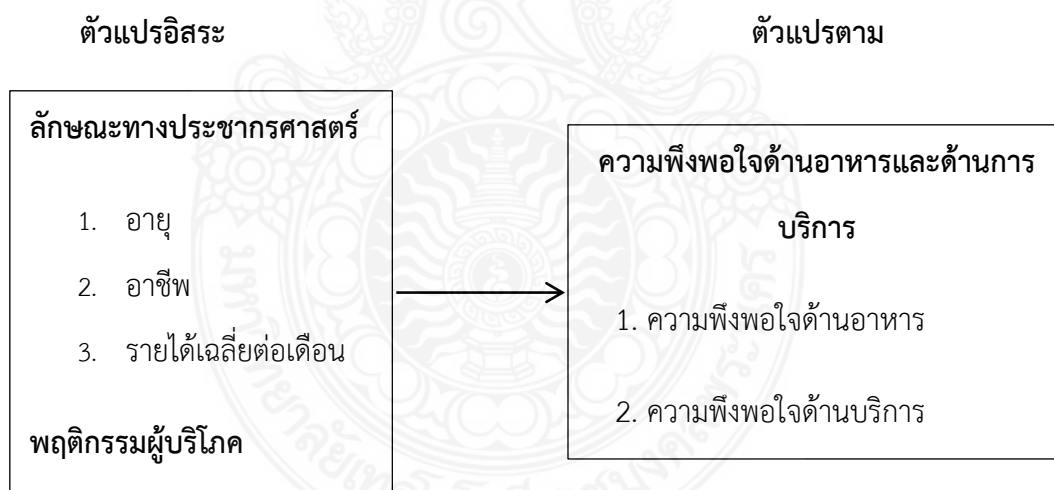 ตัวแปรอิสระ
ตัวแปรตาม
ลักษณะทางประชากรศาสตร์
1. อายุ
2. อาชีพ
3. รายได้เฉลี่ยต่อเดือน
พฤติกรรมผู้บริโภค
ความพึงพอใจด้านอาหารและด้านการ
บริการ
1. ความพึงพอใจด้านอาหาร
2. ความพึงพอใจด้านบริการ